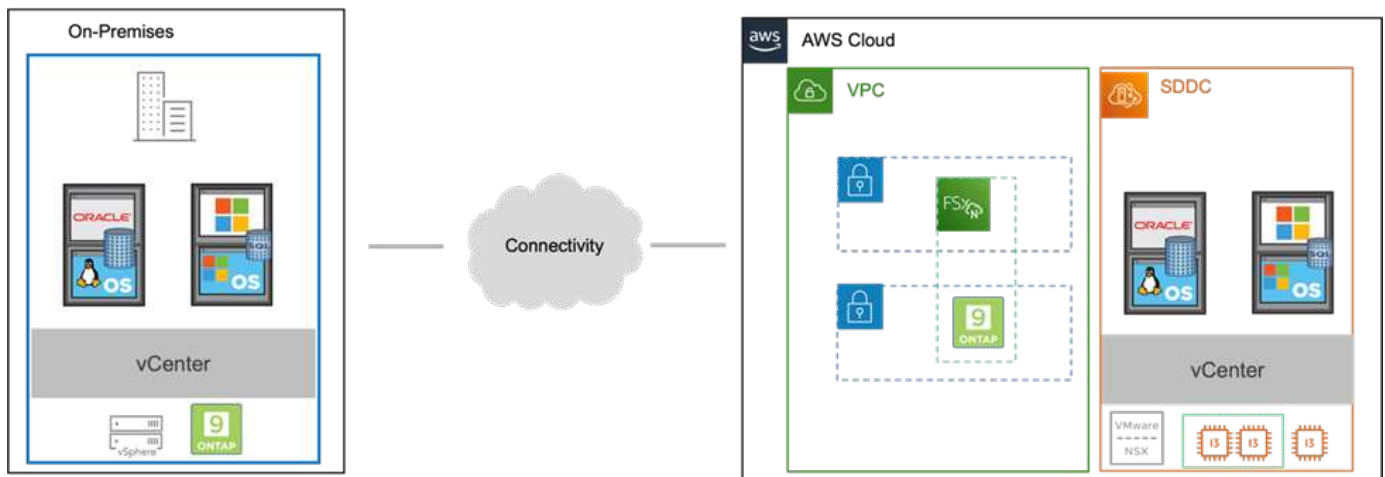 On-Premises
ORACLE
SQL
OS
OS
vCenter
vSphere
9
ONTAP
Connectivity
aws
AWS Cloud
VPC
FSx
N
9
ONTAP
SDDC
ORACLE
SQL
OS
OS
vCenter
VMware
NSX
I3
I3
I3